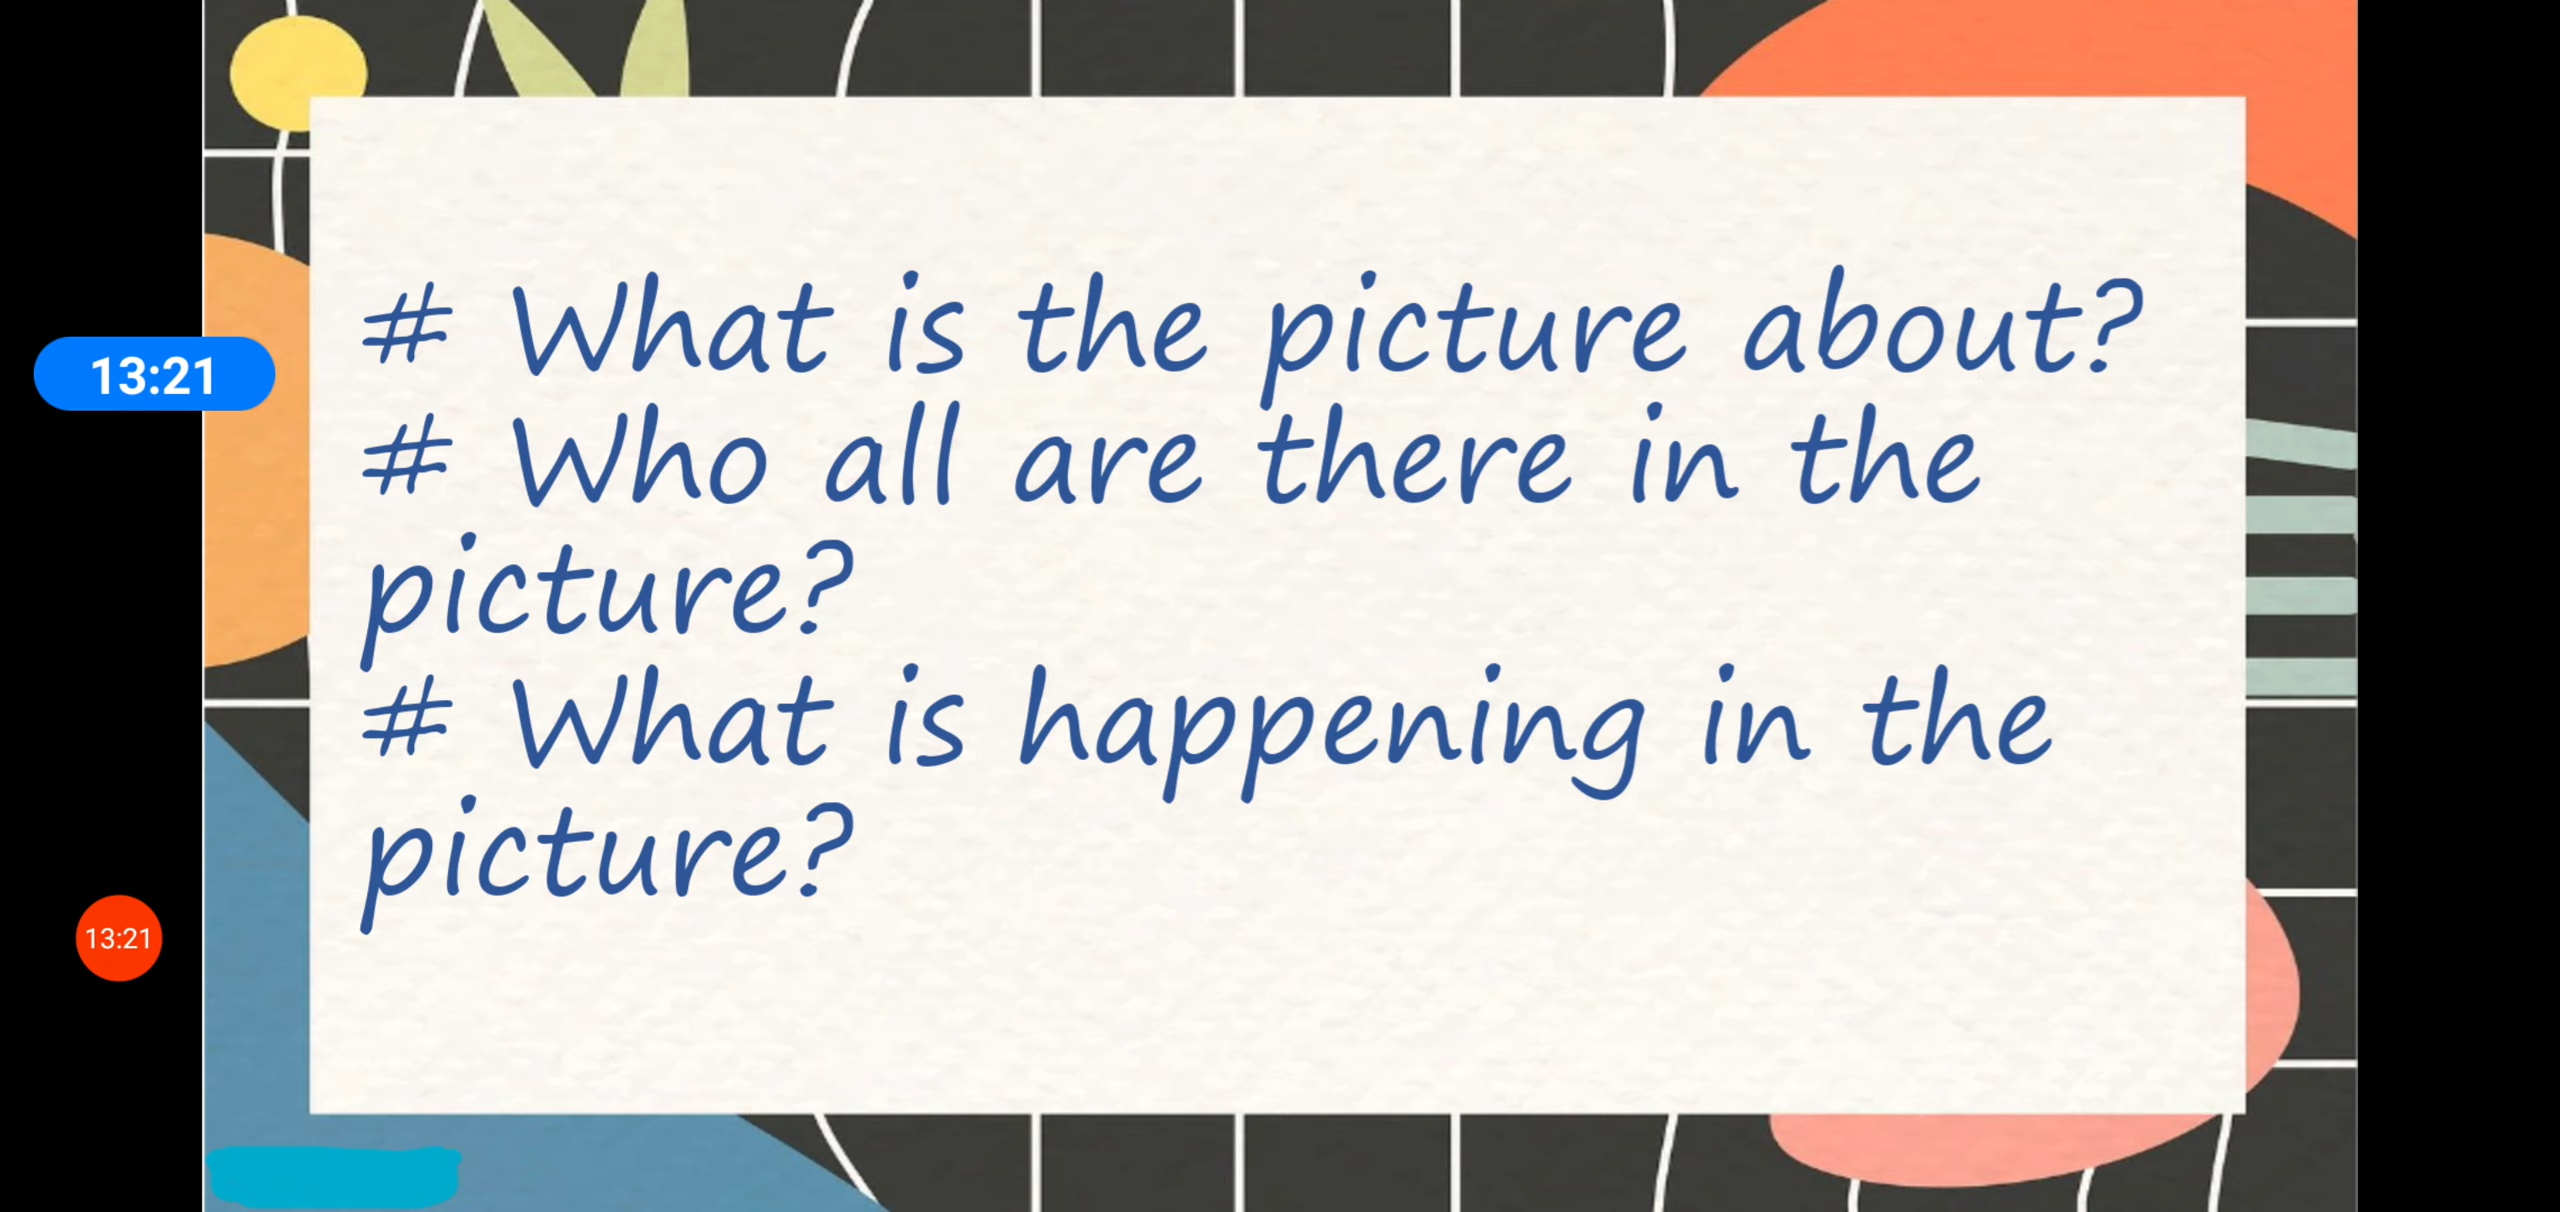 # What is the picture about?
13:21
# Who all are there in the
picture?
# What is happening in the
picture?
13:21